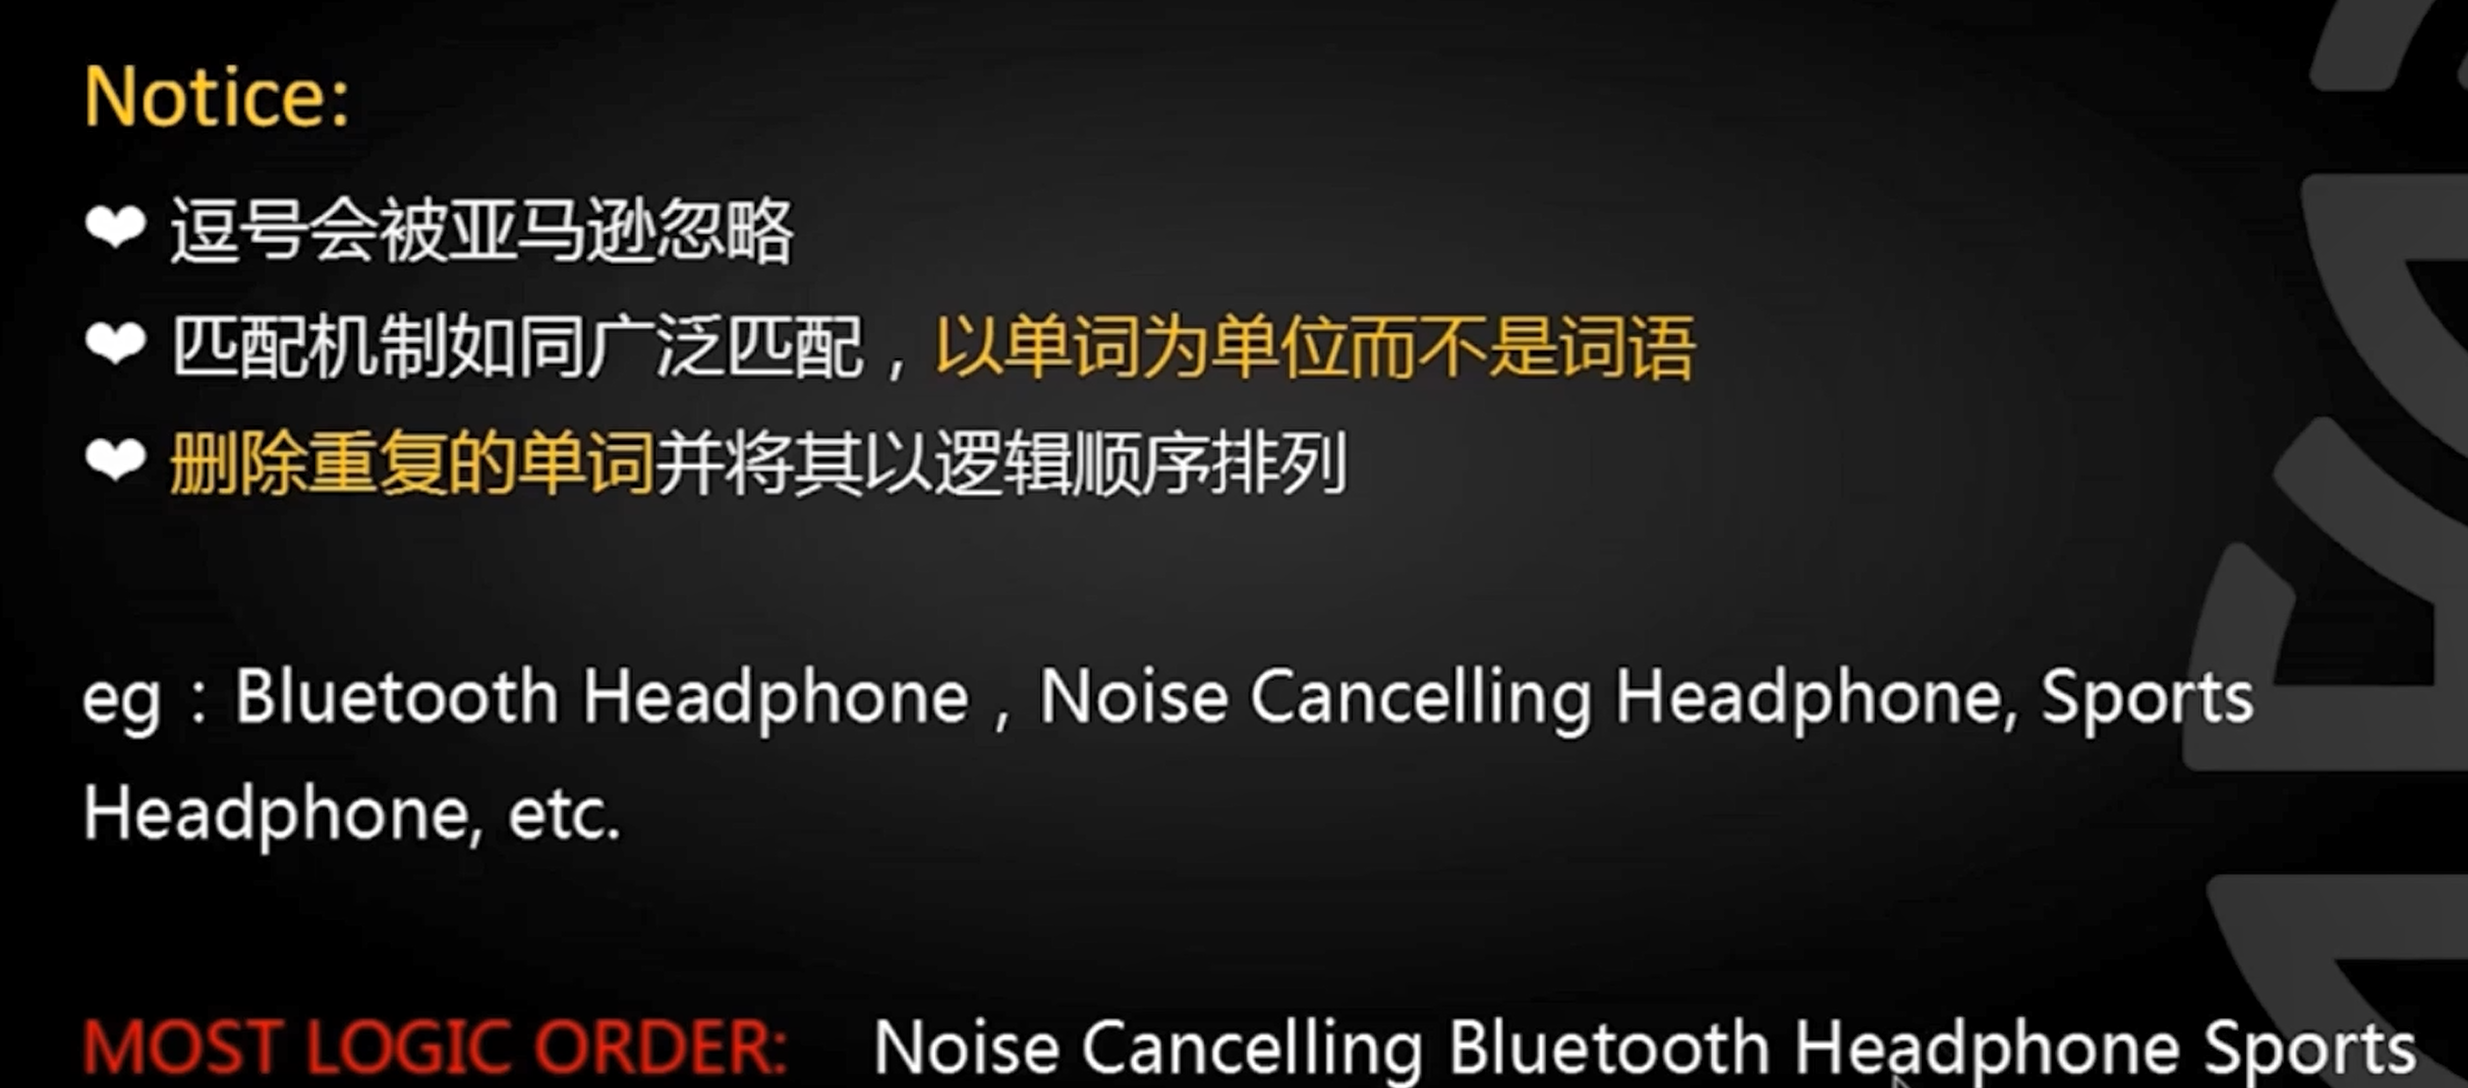 Notice:
❤ 逗号会被亚马逊忽略
❤ 匹配机制如同广泛匹配，以单词为单位而不是词语
❤ 删除重复的单词并将其以逻辑顺序排列
eg：Bluetooth Headphone，Noise Cancelling Headphone, Sports
Headphone, etc.
MOST LOGIC ORDER: Noise Cancelling Bluetooth Headphone Sports